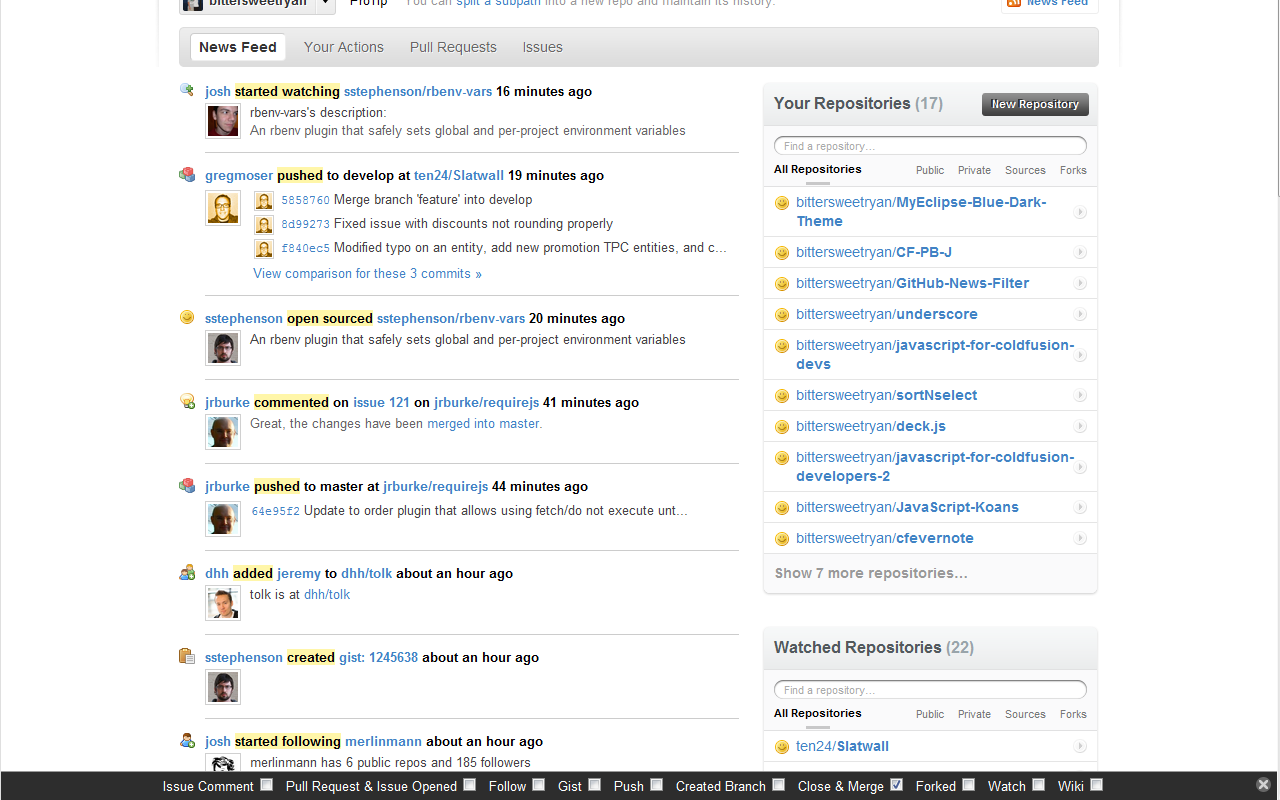 bittersweetryan ProTip You can split a subpath into a new repo and maintain its history. News Feed
News Feed Your Actions Pull Requests Issues
josh started watching sstephenson/rbenv-vars 16 minutes ago
rbenv-vars's description:
An rbenv plugin that safely sets global and per-project environment variables
gregmoser pushed to develop at ten24/Slatwall 19 minutes ago
5858760 Merge branch 'feature' into develop
8d99273 Fixed issue with discounts not rounding properly
f840ec5 Modified typo on an entity, add new promotion TPC entities, and c...
View comparison for these 3 commits »
sstephenson open sourced sstephenson/rbenv-vars 20 minutes ago
An rbenv plugin that safely sets global and per-project environment variables
jrburke commented on issue 121 on jrburke/requirejs 41 minutes ago
Great, the changes have been merged into master.
jrburke pushed to master at jrburke/requirejs 44 minutes ago
64e95f2 Update to order plugin that allows using fetch/do not execute unt...
dhh added jeremy to dhh/tolk about an hour ago
tolk is at dhh/tolk
sstephenson created gist: 1245638 about an hour ago
josh started following merlinmann about an hour ago
merlinmann has 6 public repos and 185 followers
Your Repositories (17) New Repository
Find a repository...
All Repositories Public Private Sources Forks
bittersweetryan/MyEclipse-Blue-Dark-
Theme
bittersweetryan/CF-PB-J
bittersweetryan/GitHub-News-Filter
bittersweetryan/underscore
bittersweetryan/javascript-for-coldfusion-
devs
bittersweetryan/sortNselect
bittersweetryan/deck.js
bittersweetryan/javascript-for-coldfusion-
developers-2
bittersweetryan/JavaScript-Koans
bittersweetryan/cfevernote
Show 7 more repositories...
Watched Repositories (22)
Find a repository...
All Repositories Public Private Sources Forks
ten24/Slatwall
Issue Comment Pull Request & Issue Opened Follow Gist Push Created Branch Close & Merge Forked Watch Wiki